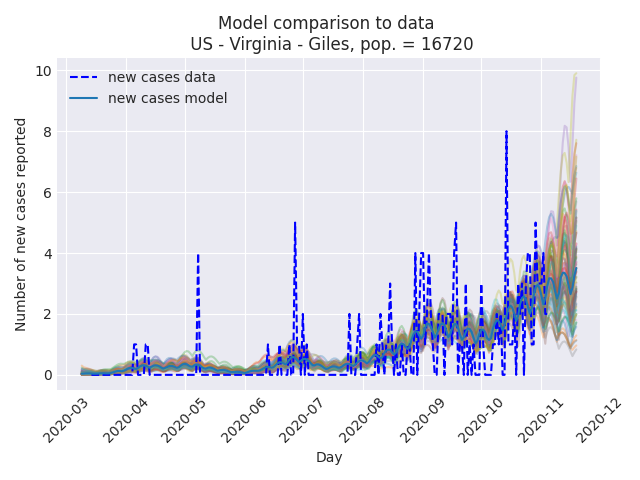 Model comparison to data
US - Virginia - Giles, pop. = 16720
new cases data
new cases model
Number of new cases reported
10
8
6
4
2
0
2020-03
2020-04
2020-05
2020-06
2020-07
2020-08
2020-09
2020-10
2020-11
2020-12
Day